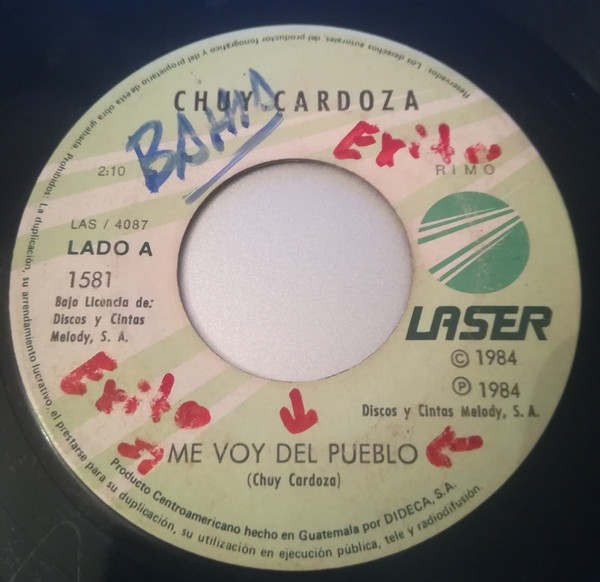 Reservados: Los derechos autorales, del productor fonográfico y del propietario de esta obra grabada. Prohibidos: La duplicación, su arrendamiento lucrativo, el prestarse para su duplicación, su utilización en ejecución pública, tele y radiodifusión.
CHUY CARDOZA
Exito
2:10
RIMO
LAS / 4087
LADO A
1581
Bajo Licencia de:
Discos y Cintas
Melody, S. A.
LASER
© 1984
℗ 1984
Discos y Cintas Melody, S. A.
Exito
ME VOY DEL PUEBLO
(Chuy Cardoza)
Producto Centroamericano hecho en Guatemala por DIDECA, S.A.